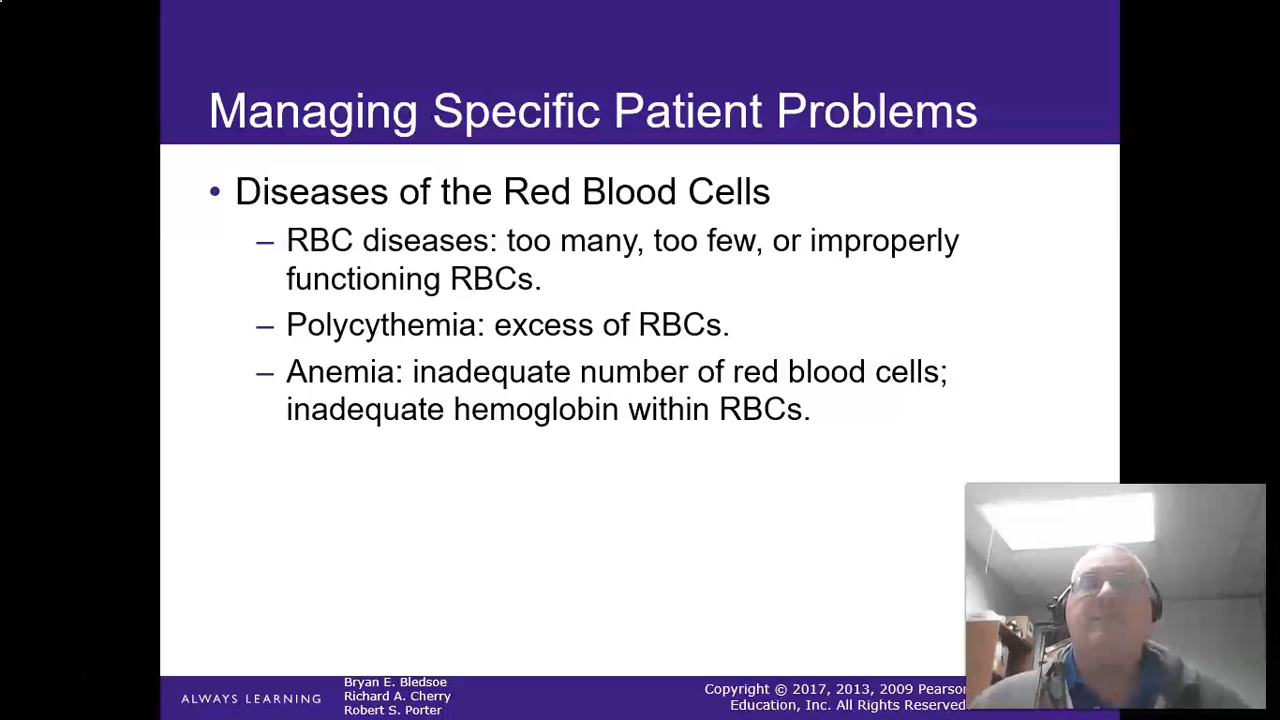 Managing Specific Patient Problems
• Diseases of the Red Blood Cells
– RBC diseases: too many, too few, or improperly
functioning RBCs.
– Polycythemia: excess of RBCs.
– Anemia: inadequate number of red blood cells;
inadequate hemoglobin within RBCs.
ALWAYS LEARNING
Bryan E. Bledsoe
Richard A. Cherry
Robert S. Porter
Copyright © 2017, 2013, 2009 Pearson
Education, Inc. All Rights Reserved